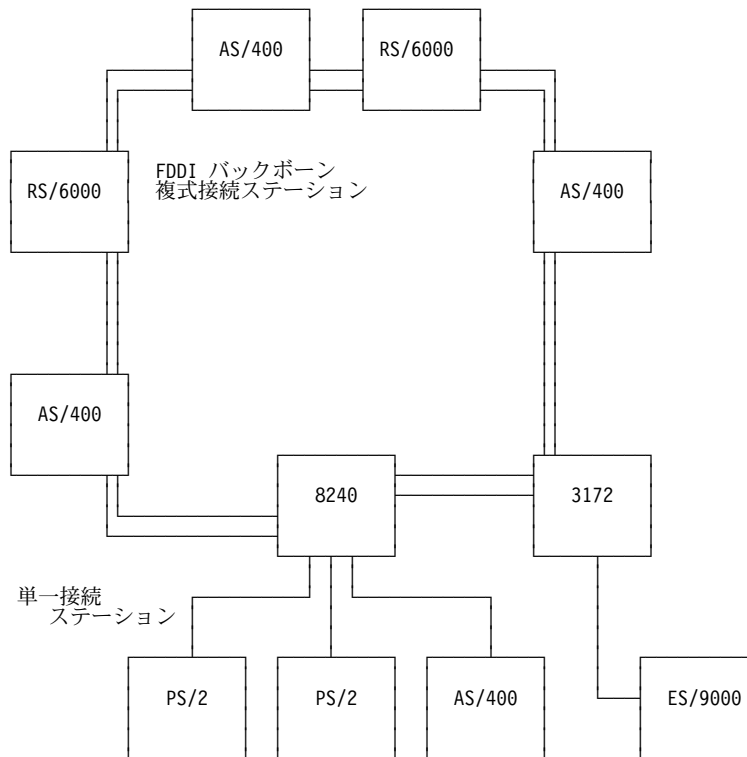 AS/400
RS/6000
RS/6000
FDDI バックボーン
複式接続ステーション
AS/400
AS/400
8240
3172
単一接続
ステーション
PS/2
PS/2
AS/400
ES/9000